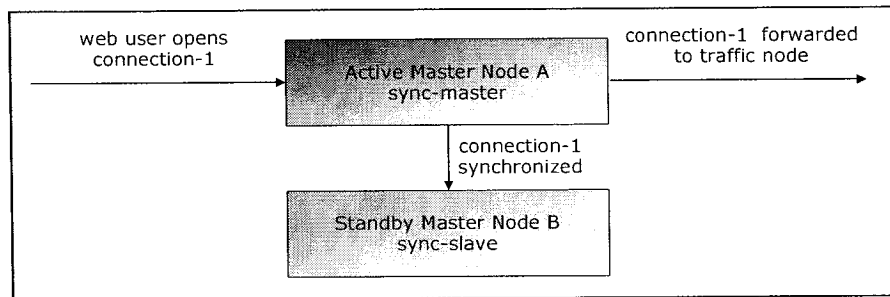 web user opens
connection-1
Active Master Node A
sync-master
connection-1 forwarded
to traffic node
connection-1
synchronized
Standby Master Node B
sync-slave